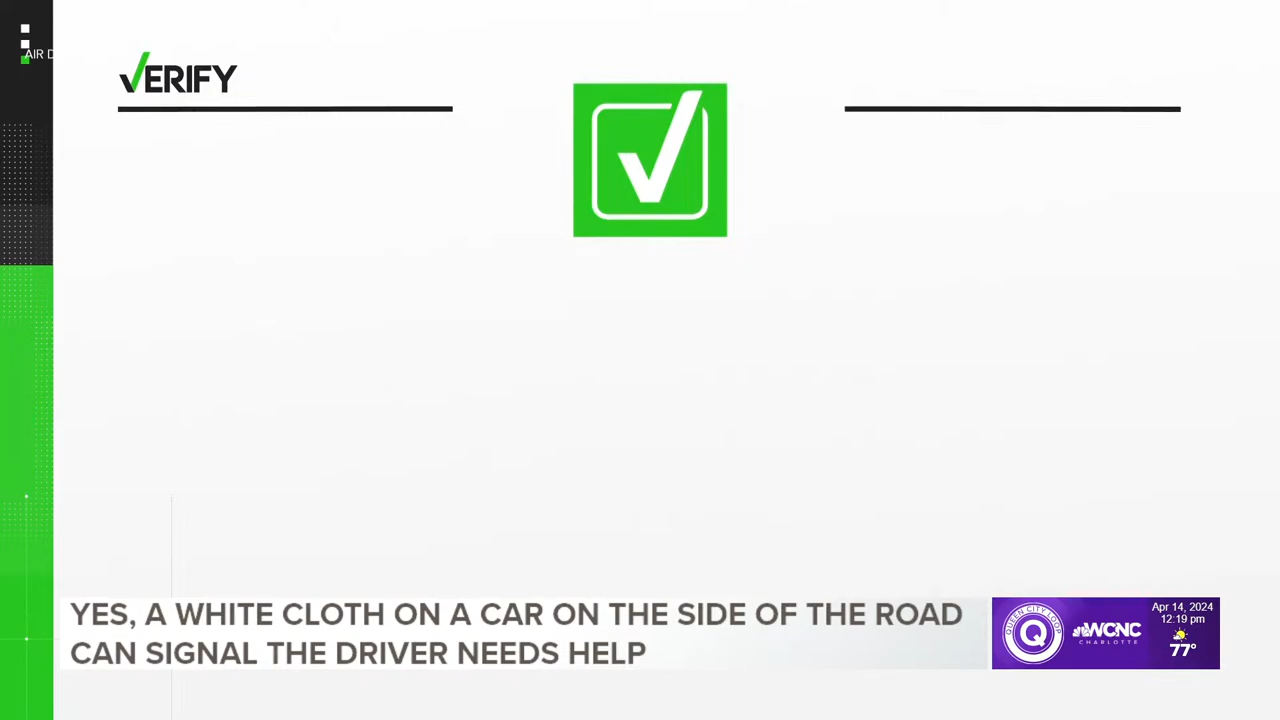 AIR D
VERIFY
YES, A WHITE CLOTH ON A CAR ON THE SIDE OF THE ROAD
CAN SIGNAL THE DRIVER NEEDS HELP
QUEEN CITY LOOP
Q
WCNC
CHARLOTTE
Apr 14, 2024
12:19 pm
77°